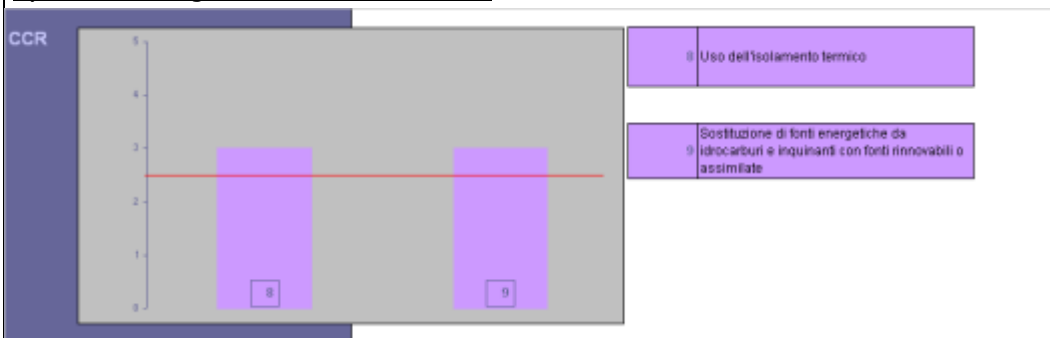 CCR
5
4
3
2
1
0
8
9
8 Uso dell'isolamento termico
9 Sostituzione di fonti energetiche da
idrocarburi e inquinanti con fonti rinnovabili o
assimilate